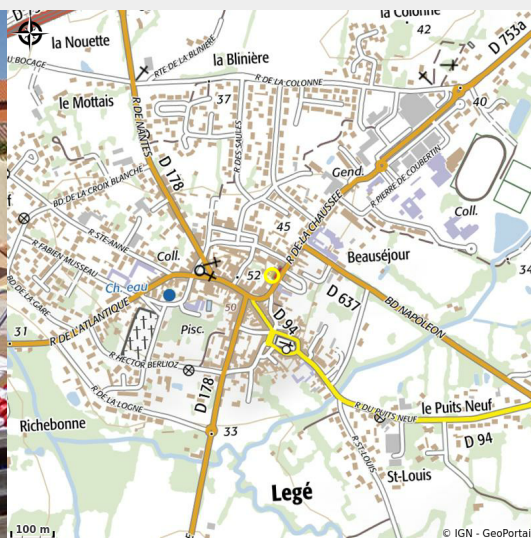 la Colonne
42
D 753a
la Nouette
RTE DE LA BLINIÈRE
la Blinière
U BOCAGE
R DE LA COLONNE
le Mottais
37
40
R DE NANTES
R DES SAULES
Gend.
R PIERRE DE COUBERTIN
BD DE LA CROIX BLANCHE
D 178
Coll.
R DE LA CHAUSSÉE
45
R STE-ANNE
Coll.
Beauséjour
R FABIEN MUSSEAU
52
34
Ch. eau
BD DE LA GARE
50
D 637
R DE L'ATLANTIQUE
31
Pisc.
D 94
BD NAPOLÉON
R HECTOR BERLIOZ
D 178
R DE LA LOGNE
le Puits Neuf
R DU PUITS NEUF
Richebonne
33
D 94
R ST-LOUIS
St-Louis
Legé
100 m
© IGN - GeoPortai